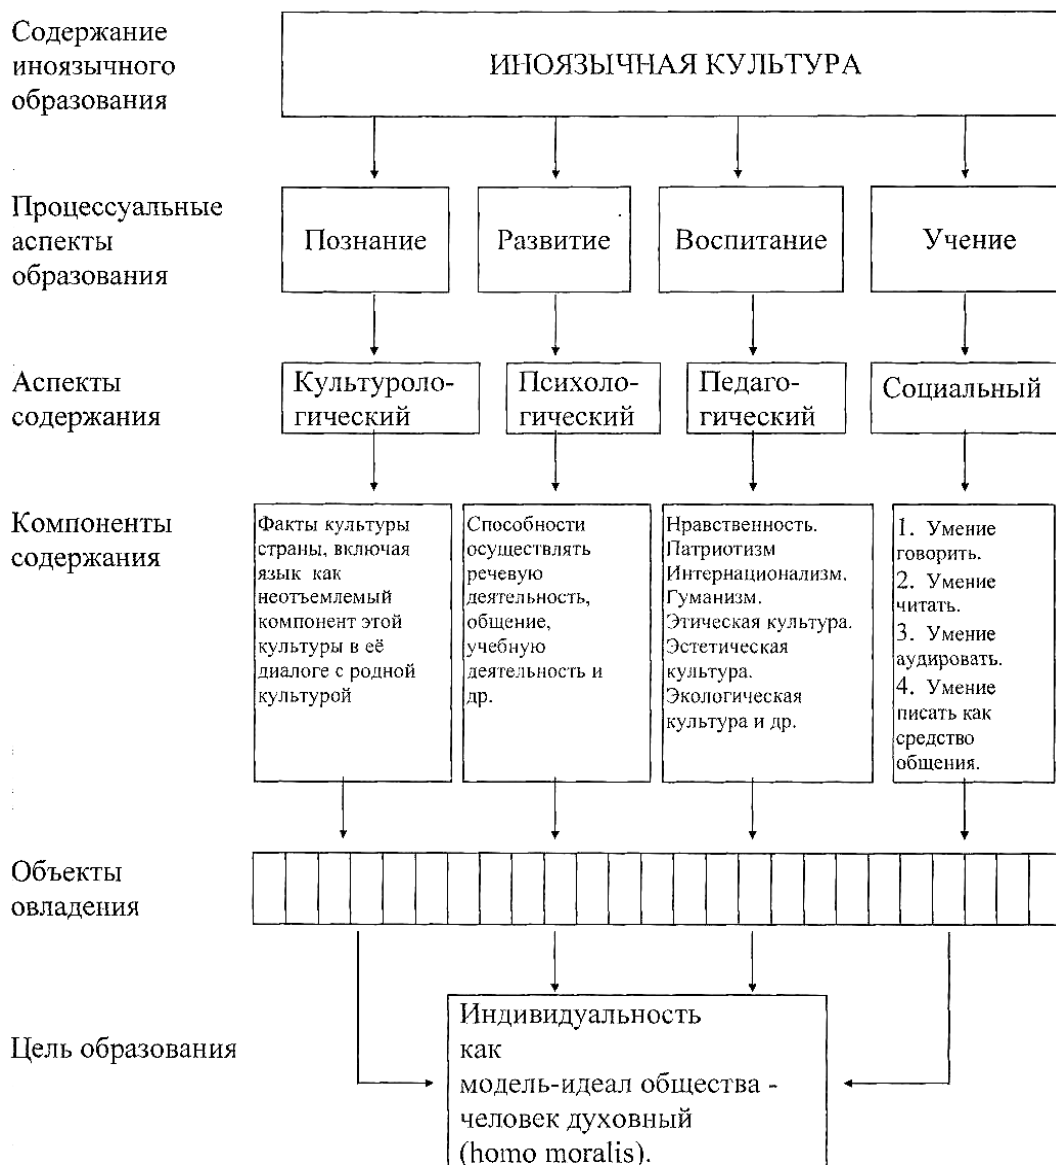 Содержание
иноязычного
образования
ИНОЯЗЫЧНАЯ КУЛЬТУРА
Процессуальные
аспекты
образования
Познание
Развитие
Воспитание
Учение
Аспекты
содержания
Культуроло-
гический
Психоло-
гический
Педаго-
гический
Социальный
Компоненты
содержания
Факты культуры
страны, включая
язык как
неотъемлемый
компонент этой
культуры в её
диалоге с родной
культурой
Способности
осуществлять
речевую
деятельность,
общение,
учебную
деятельность и
др.
Нравственность.
Патриотизм
Интернационализм.
Гуманизм.
Этическая культура.
Эстетическая
культура.
Экологическая
культура и др.
1. Умение
говорить.
2. Умение
читать.
3. Умение
аудировать.
4. Умение
писать как
средство
общения.
Объекты
овладения
Цель образования
Индивидуальность
как
модель-идеал общества -
человек духовный
(homo moralis).